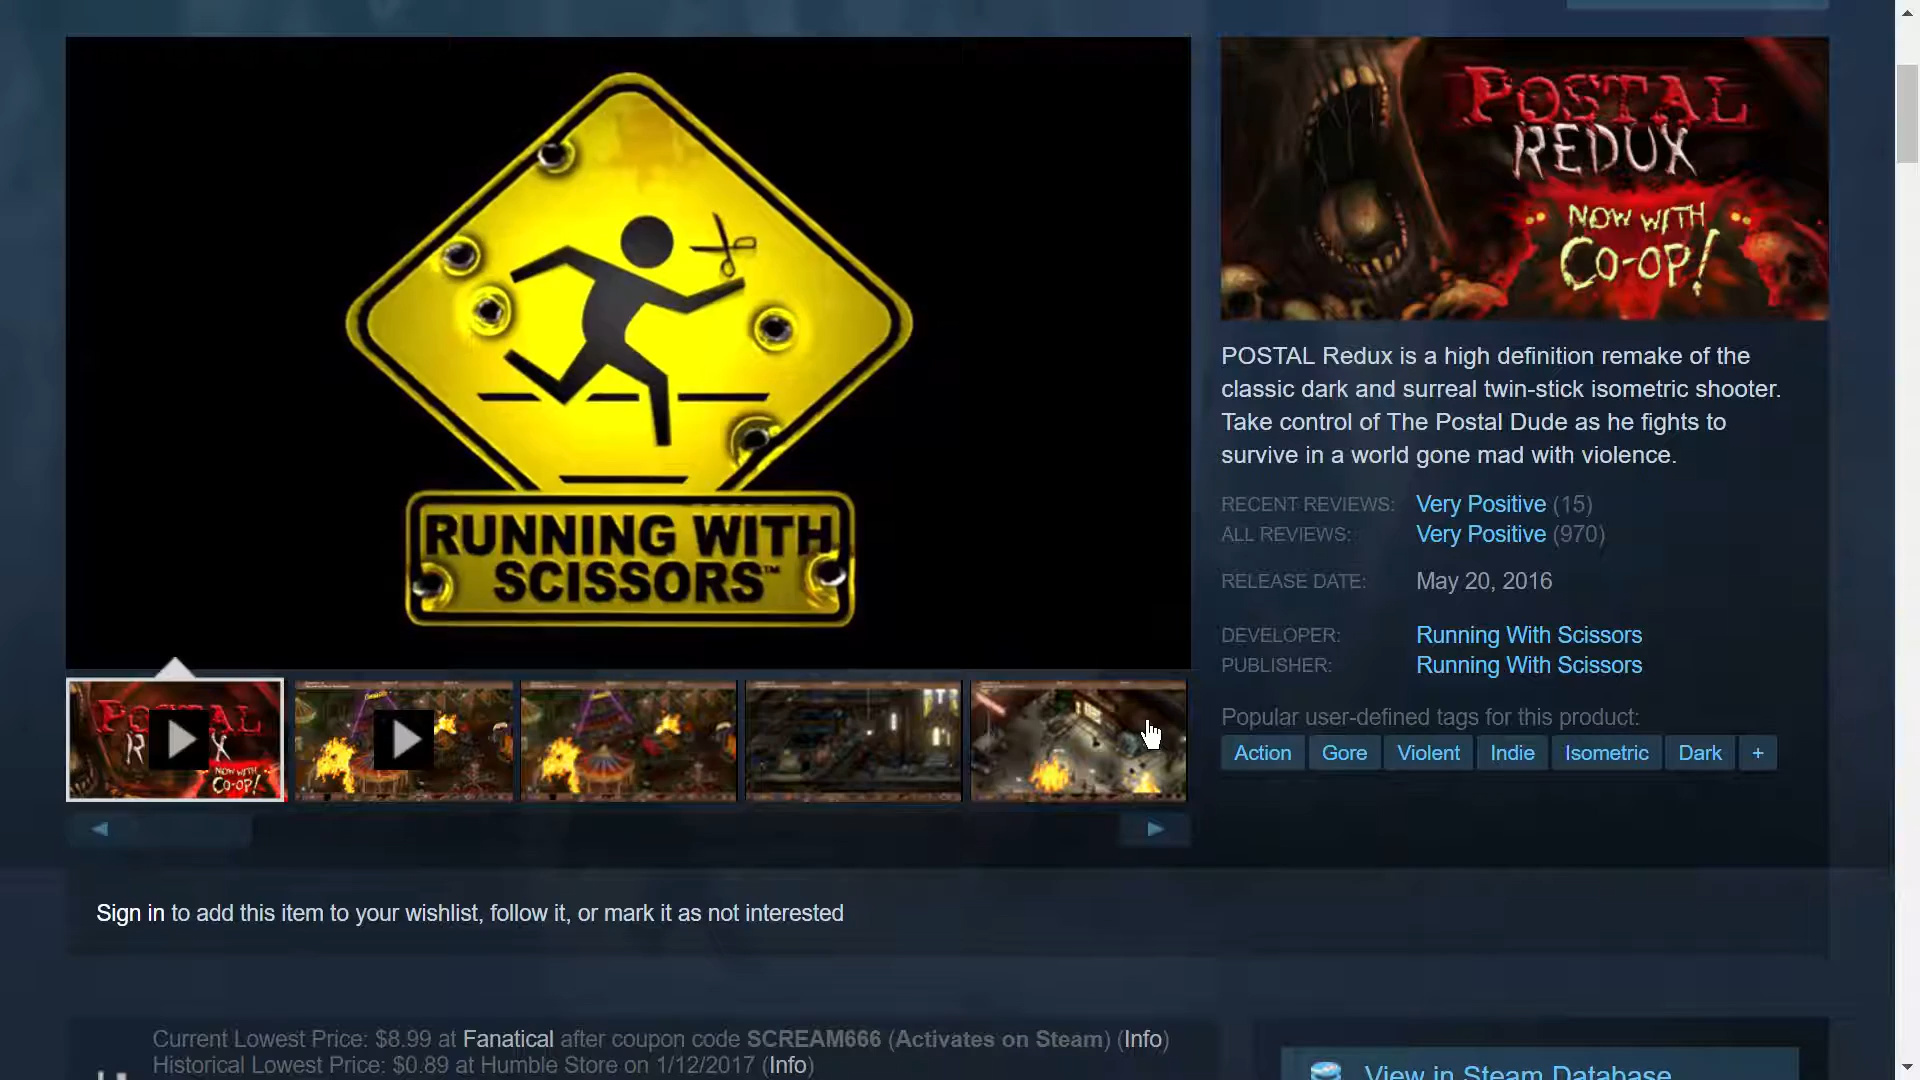 RUNNING WITH
SCISSORS™
POSTAL
REDUX
NOW WITH
CO-OP!
POSTAL Redux is a high definition remake of the
classic dark and surreal twin-stick isometric shooter.
Take control of The Postal Dude as he fights to
survive in a world gone mad with violence.
RECENT REVIEWS: Very Positive (15)
ALL REVIEWS: Very Positive (970)
RELEASE DATE: May 20, 2016
DEVELOPER: Running With Scissors
PUBLISHER: Running With Scissors
Popular user-defined tags for this product:
Action Gore Violent Indie Isometric Dark +
NOW WITH
CO-OP!
Sign in to add this item to your wishlist, follow it, or mark it as not interested
Current Lowest Price: $8.99 at Fanatical after coupon code SCREAM666 (Activates on Steam) (Info)
Historical Lowest Price: $0.89 at Humble Store on 1/12/2017 (Info)
View in Steam Database